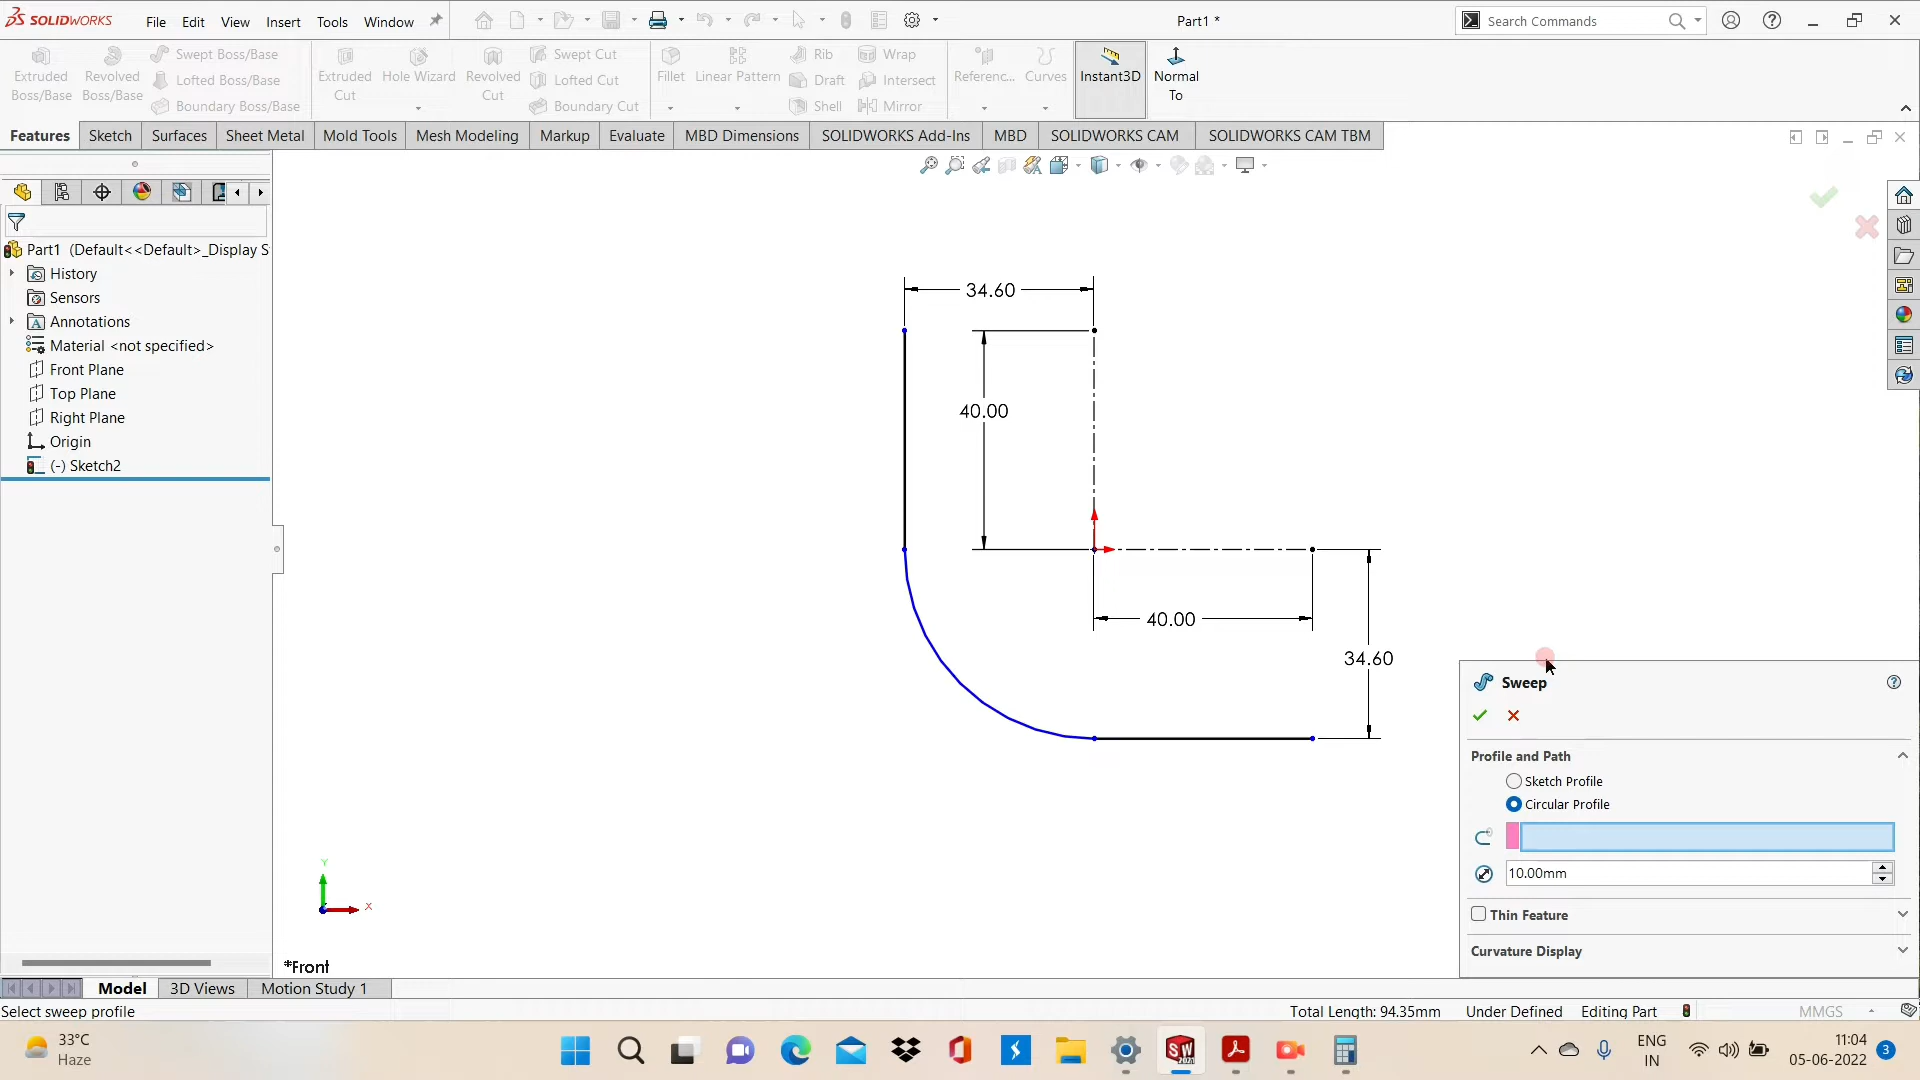 SOLIDWORKS File Edit View Insert Tools Window Part1 * Search Commands
Extruded Boss/Base
Revolved Boss/Base
Swept Boss/Base
Lofted Boss/Base
Boundary Boss/Base
Extruded Cut
Hole Wizard
Revolved Cut
Swept Cut
Lofted Cut
Boundary Cut
Fillet
Linear Pattern
Rib
Draft
Shell
Wrap
Intersect
Mirror
Referenc...
Curves
Instant3D
Normal To
Features Sketch Surfaces Sheet Metal Mold Tools Mesh Modeling Markup Evaluate MBD Dimensions SOLIDWORKS Add-Ins MBD SOLIDWORKS CAM SOLIDWORKS CAM TBM
Part1 (Default<<Default>_Display S
History
Sensors
Annotations
Material <not specified>
Front Plane
Top Plane
Right Plane
Origin
(-) Sketch2
34.60
40.00
40.00
34.60
Y
X
*Front
Sweep
Profile and Path
Sketch Profile
Circular Profile
10.00mm
Thin Feature
Curvature Display
Model 3D Views Motion Study 1
Select sweep profile Total Length: 94.35mm Under Defined Editing Part MMGS
33°C
Haze
ENG
IN
11:04
05-06-2022
3